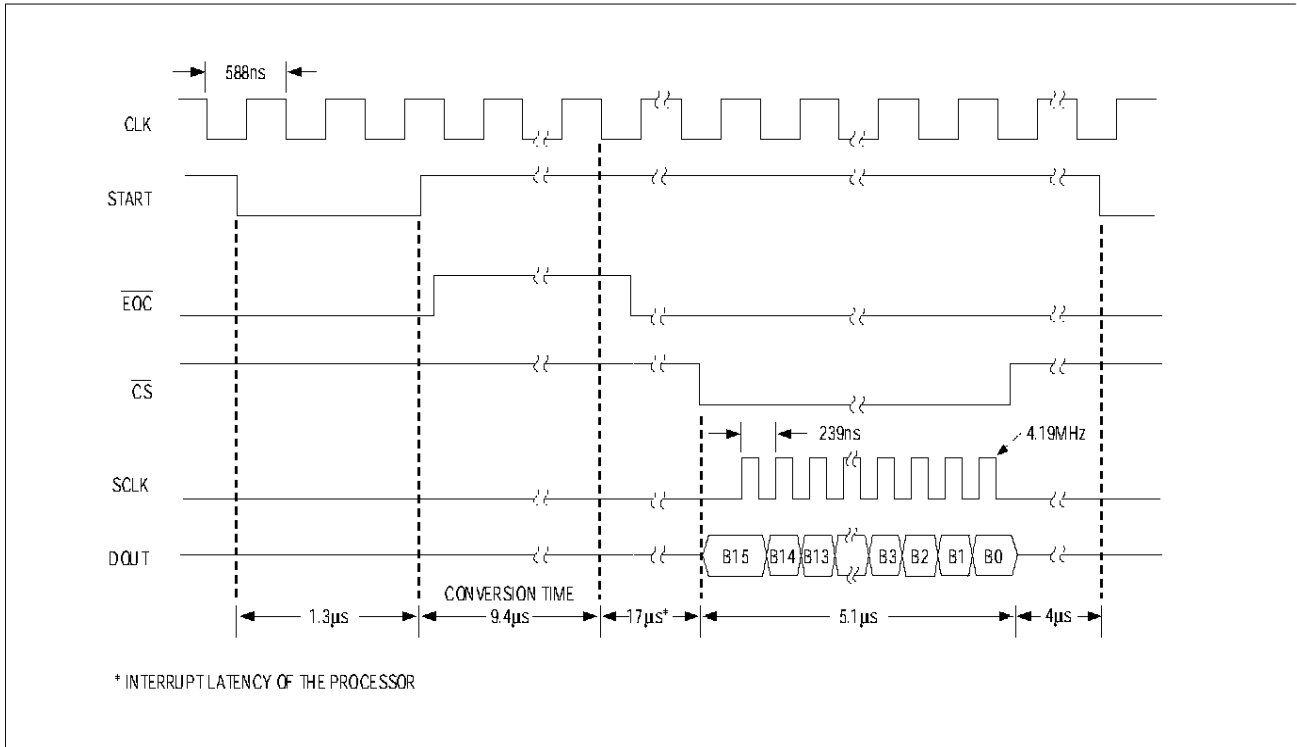 588ns
CLK
START
EOC
CS
239ns
4.19MHz
SCLK
DOUT
B15 B14 B13 B3 B2 B1 B0
CONVERSION TIME
1.3µs 9.4µs 17µs* 5.1µs 4µs
* INTERRUPT LATENCY OF THE PROCESSOR